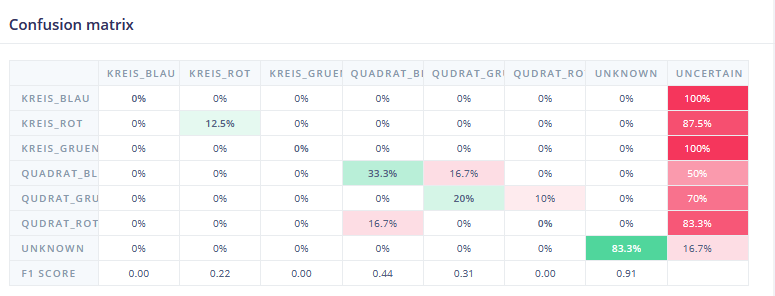 Confusion matrix
KREIS_BLAU KREIS_ROT KREIS_GRUEN QUADRAT_BL QUDRAT_GRU QUDRAT_RO UNKNOWN UNCERTAIN
KREIS_BLAU 0% 0% 0% 0% 0% 0% 0% 100%
KREIS_ROT 0% 12.5% 0% 0% 0% 0% 0% 87.5%
KREIS_GRUEN 0% 0% 0% 0% 0% 0% 0% 100%
QUADRAT_BL 0% 0% 0% 33.3% 16.7% 0% 0% 50%
QUDRAT_GRU 0% 0% 0% 0% 20% 10% 0% 70%
QUDRAT_ROT 0% 0% 0% 16.7% 0% 0% 0% 83.3%
UNKNOWN 0% 0% 0% 0% 0% 0% 83.3% 16.7%
F1 SCORE 0.00 0.22 0.00 0.44 0.31 0.00 0.91